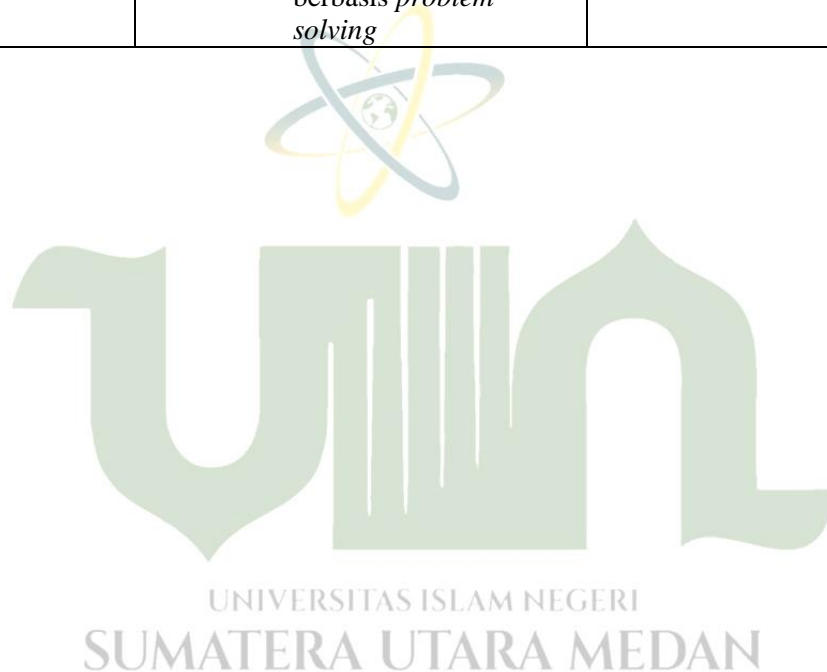 berbasis problem
solving
UNIVERSITAS ISLAM NEGERI
SUMATERA UTARA MEDAN